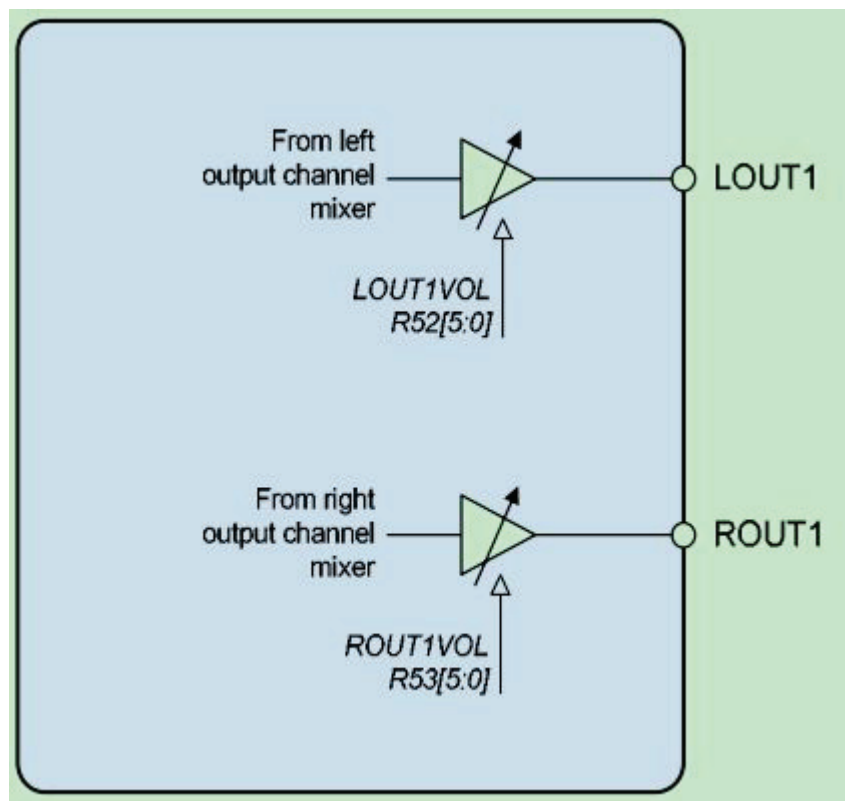 From left
output channel
mixer
LOUT1
LOUT1VOL
R52[5:0]
From right
output channel
mixer
ROUT1
ROUT1VOL
R53[5:0]